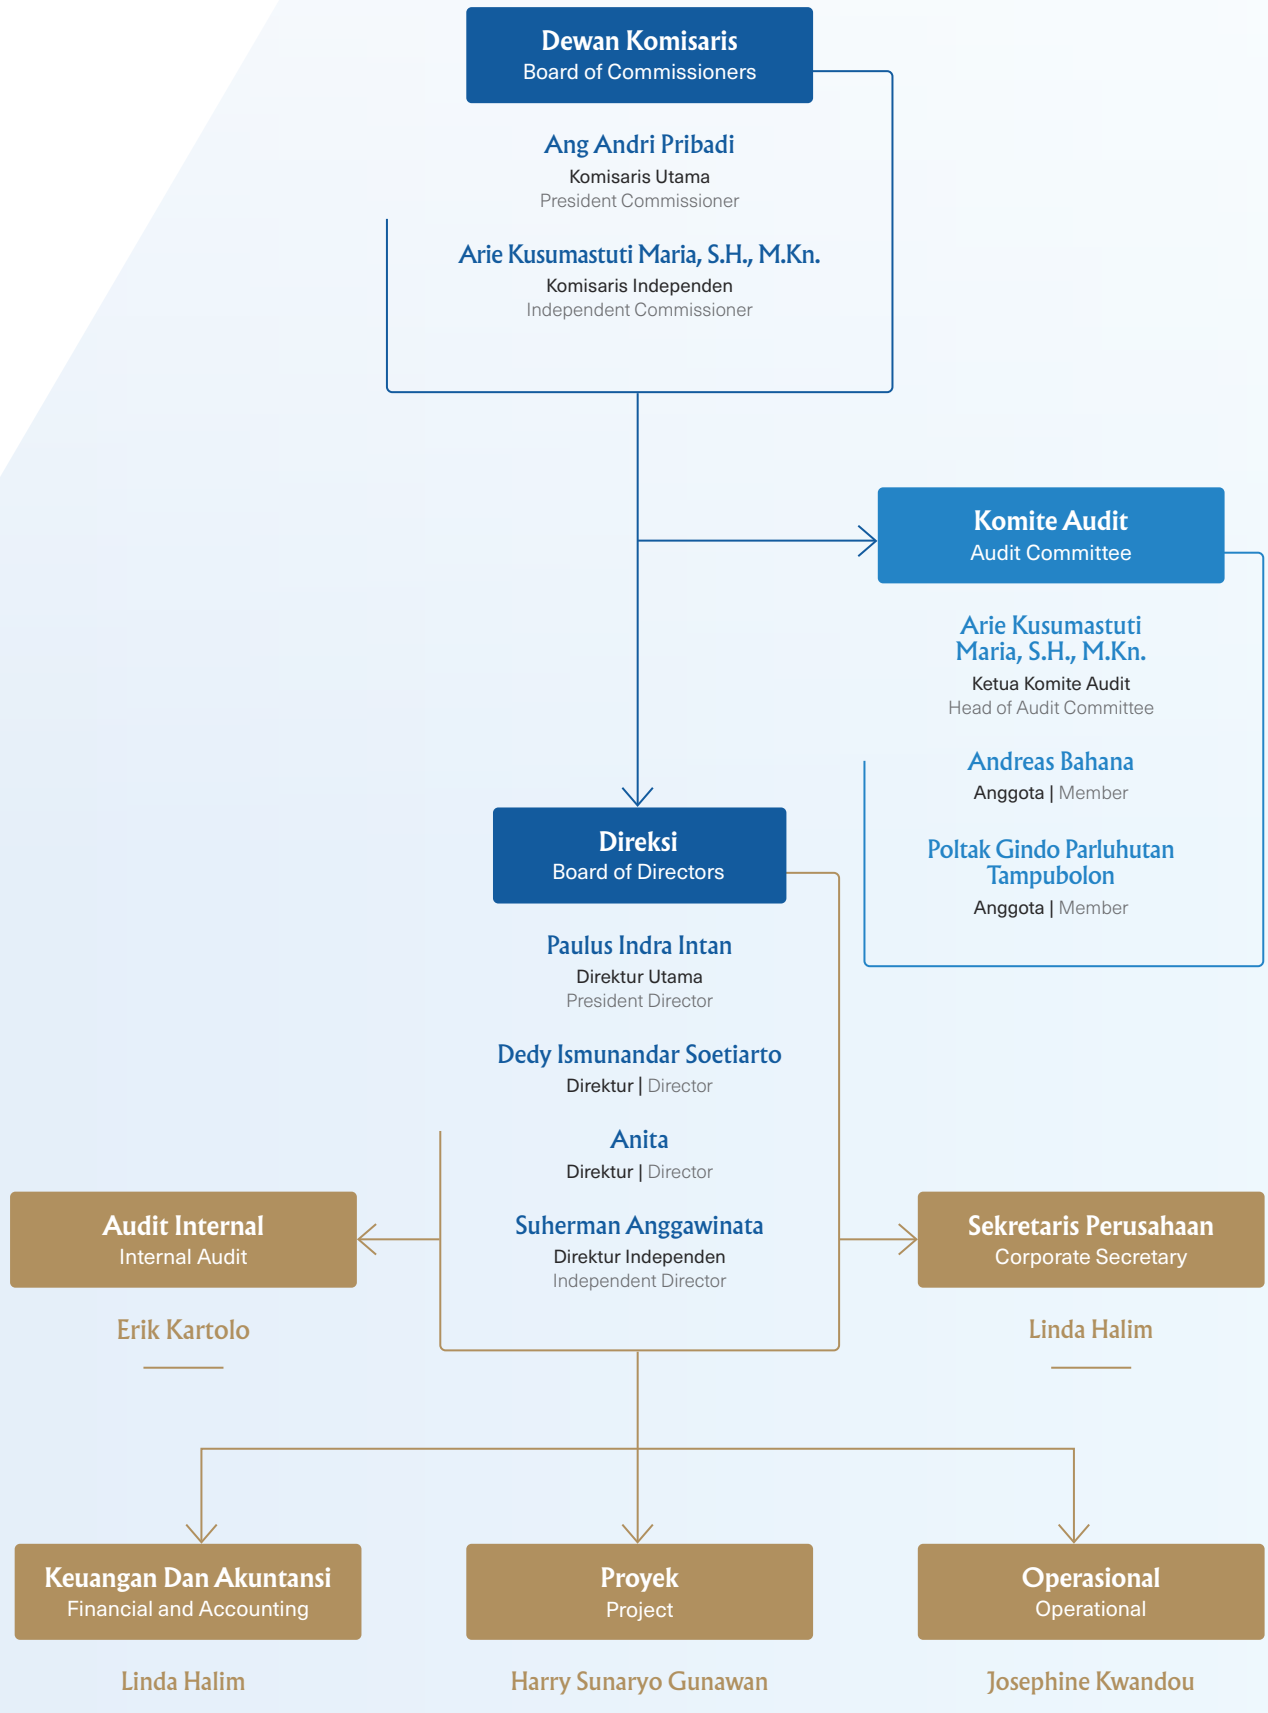 Dewan Komisaris
Board of Commissioners
Ang Andri Pribadi
Komisaris Utama
President Commissioner
Arie Kusumastuti Maria, S.H., M.Kn.
Komisaris Independen
Independent Commissioner
Komite Audit
Audit Committee
Arie Kusumastuti
Maria, S.H., M.Kn.
Ketua Komite Audit
Head of Audit Committee
Andreas Bahana
Anggota | Member
Poltak Gindo Parluhutan
Tampubolon
Anggota | Member
Direksi
Board of Directors
Paulus Indra Intan
Direktur Utama
President Director
Dedy Ismunandar Soetiarto
Direktur | Director
Anita
Direktur | Director
Suherman Anggawinata
Direktur Independen
Independent Director
Audit Internal
Internal Audit
Erik Kartolo
Sekretaris Perusahaan
Corporate Secretary
Linda Halim
Keuangan Dan Akuntansi
Financial and Accounting
Linda Halim
Proyek
Project
Harry Sunaryo Gunawan
Operasional
Operational
Josephine Kwandou